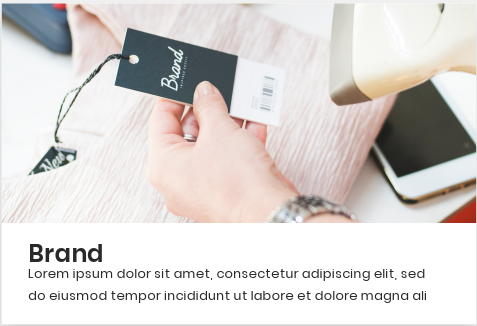 Brand
New
Brand
Lorem ipsum dolor sit amet, consectetur adipiscing elit, sed
do eiusmod tempor incididunt ut labore et dolore magna ali